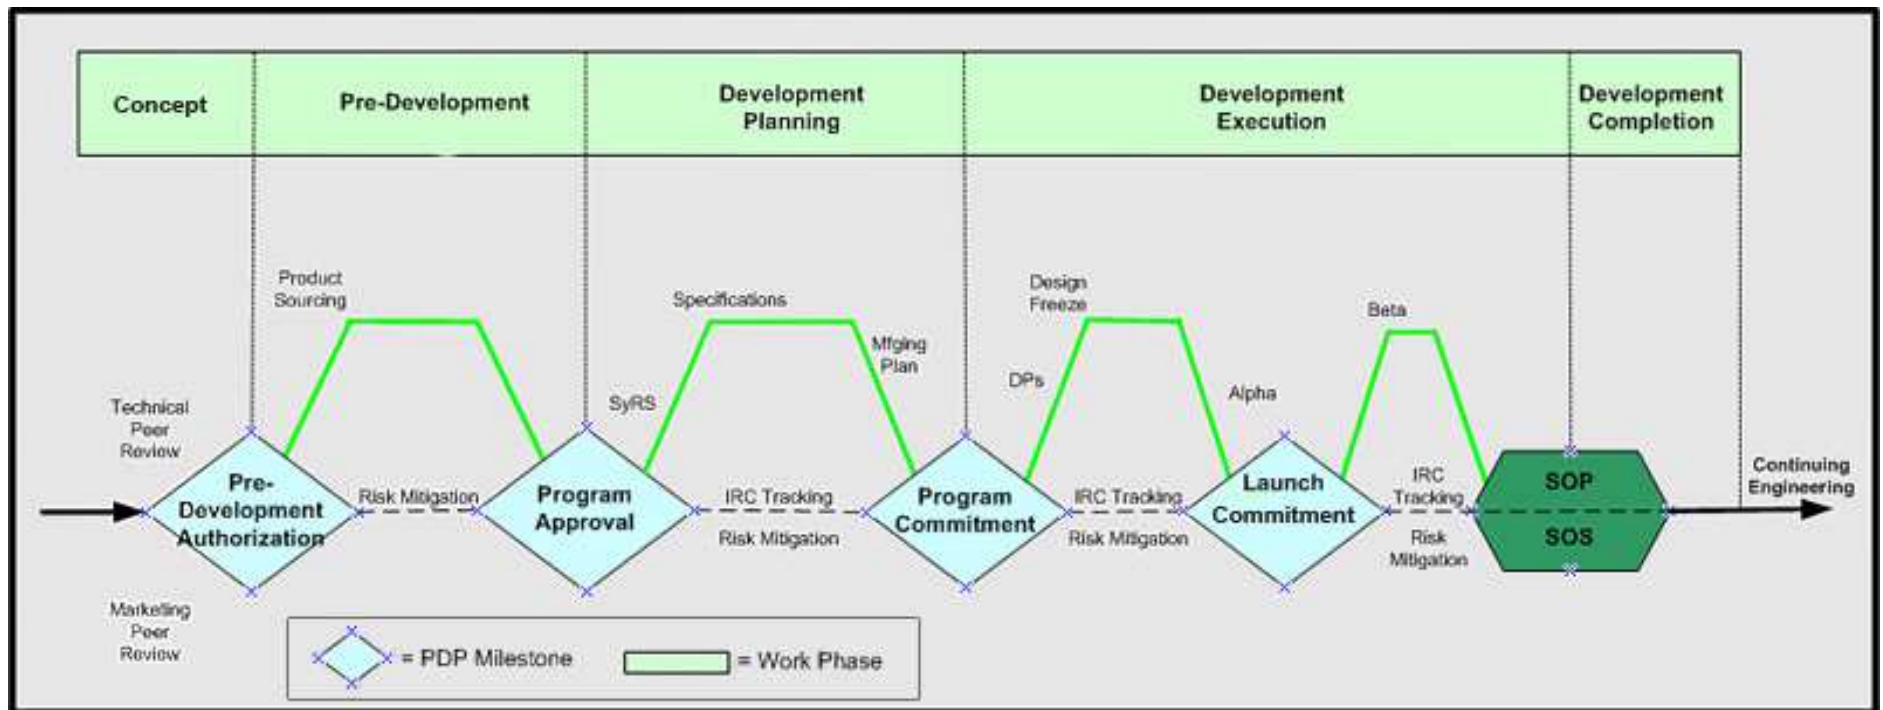 Concept
Pre-Development
Development
Planning
Development
Execution
Development
Completion
Product
Sourcing
Specifications
Mfging
Plan
SyRS
Design
Freeze
DPs
Alpha
Beta
Technical
Peer
Review
Pre-
Development
Authorization
Risk Mitigation
Program
Approval
IRC Tracking
Risk Mitigation
Program
Commitment
IRC Tracking
Risk Mitigation
Launch
Commitment
IRC
Tracking
Risk
Mitigation
SOP
SOS
Continuing
Engineering
Marketing
Peer
Review
= PDP Milestone
= Work Phase